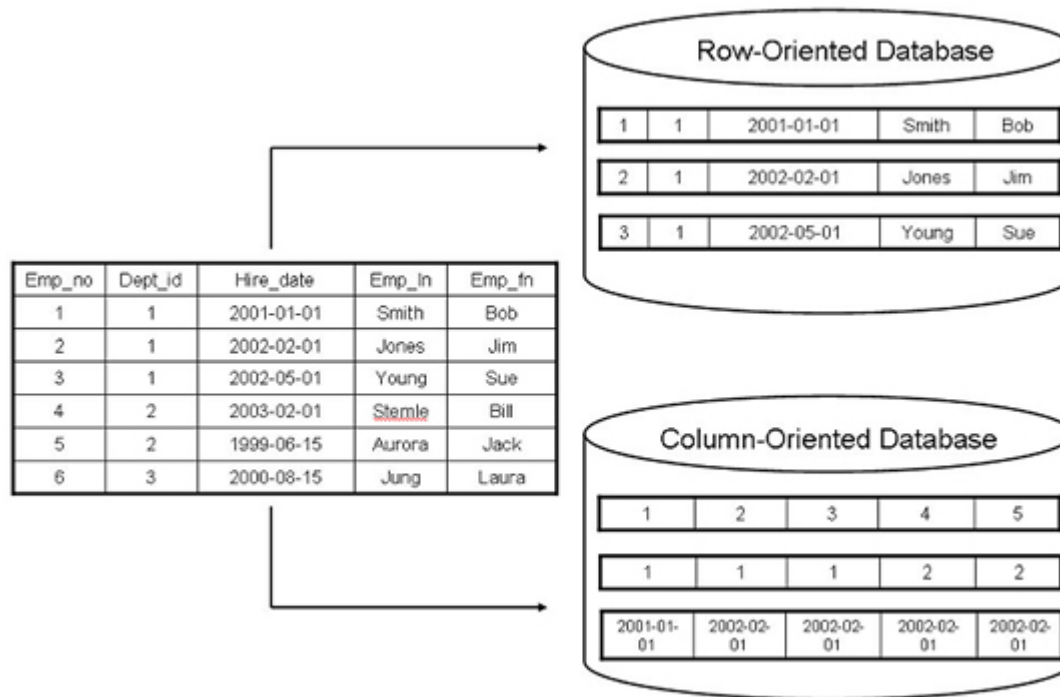 Row-Oriented Database
1 1 2001-01-01 Smith Bob
2 1 2002-02-01 Jones Jim
3 1 2002-05-01 Young Sue
Emp_no Dept_id Hire_date Emp_ln Emp_fn
1 1 2001-01-01 Smith Bob
2 1 2002-02-01 Jones Jim
3 1 2002-05-01 Young Sue
4 2 2003-02-01 Stemle Bill
5 2 1999-06-15 Aurora Jack
6 3 2000-08-15 Jung Laura
Column-Oriented Database
1 2 3 4 5
1 1 1 2 2
2001-01- 2002-02- 2002-02- 2002-02- 2002-02-
01 01 01 01 01